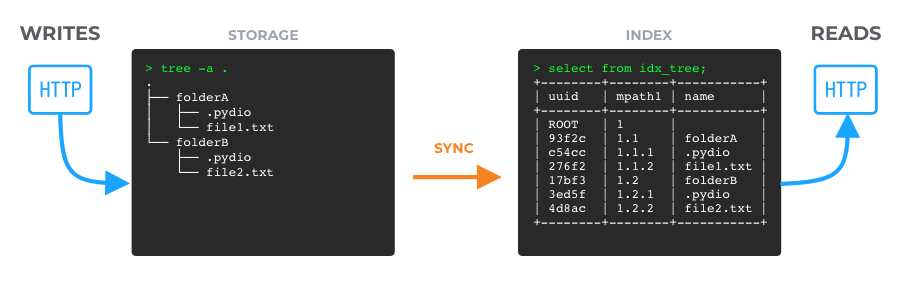 WRITES
STORAGE
INDEX
READS
HTTP
> tree -a .
.
├── folderA
│   ├── .pydio
│   └── file1.txt
└── folderB
    ├── .pydio
    └── file2.txt
SYNC
> select from idx_tree;
+--------+--------+-----------+
| uuid   | mpath1 | name      |
+--------+--------+-----------+
| ROOT   | 1      |           |
| 93f2c  | 1.1    | folderA   |
| c54cc  | 1.1.1  | .pydio    |
| 276f2  | 1.1.2  | file1.txt |
| 17bf3  | 1.2    | folderB   |
| 3ed5f  | 1.2.1  | .pydio    |
| 4d8ac  | 1.2.2  | file2.txt |
+--------+--------+-----------+
HTTP